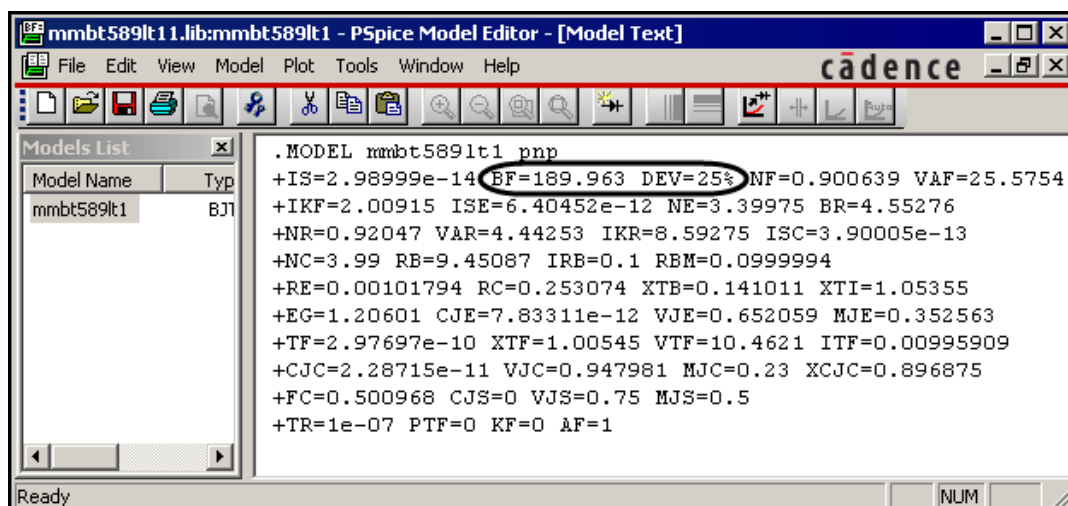 mmbt589lt11.lib:mmbt589lt1 - PSpice Model Editor - [Model Text]
File Edit View Model Plot Tools Window Help
cādence
Models List
Model Name Typ
mmbt589lt1 BJT
.MODEL mmbt589lt1 pnp
+IS=2.98999e-14 BF=189.963 DEV=25% NF=0.900639 VAF=25.5754
+IKF=2.00915 ISE=6.40452e-12 NE=3.39975 BR=4.55276
+NR=0.92047 VAR=4.44253 IKR=8.59275 ISC=3.90005e-13
+NC=3.99 RB=9.45087 IRB=0.1 RBM=0.0999994
+RE=0.00101794 RC=0.253074 XTB=0.141011 XTI=1.05355
+EG=1.20601 CJE=7.83311e-12 VJE=0.652059 MJE=0.352563
+TF=2.97697e-10 XTF=1.00545 VTF=10.4621 ITF=0.00995909
+CJC=2.28715e-11 VJC=0.947981 MJC=0.23 XCJC=0.896875
+FC=0.500968 CJS=0 VJS=0.75 MJS=0.5
+TR=1e-07 PTF=0 KF=0 AF=1
Ready NUM